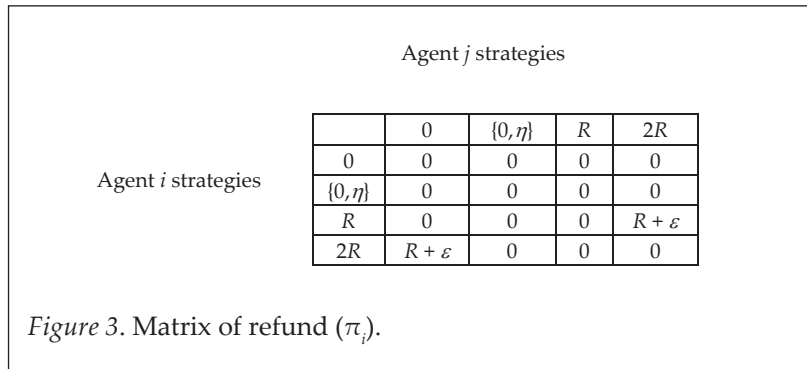 Agent j strategies
0 {0, η} R 2R
0 0 0 0 0
Agent i strategies
{0, η} 0 0 0 0
R 0 0 0 R + ε
2R R + ε 0 0 0
Figure 3. Matrix of refund (πᵢ).